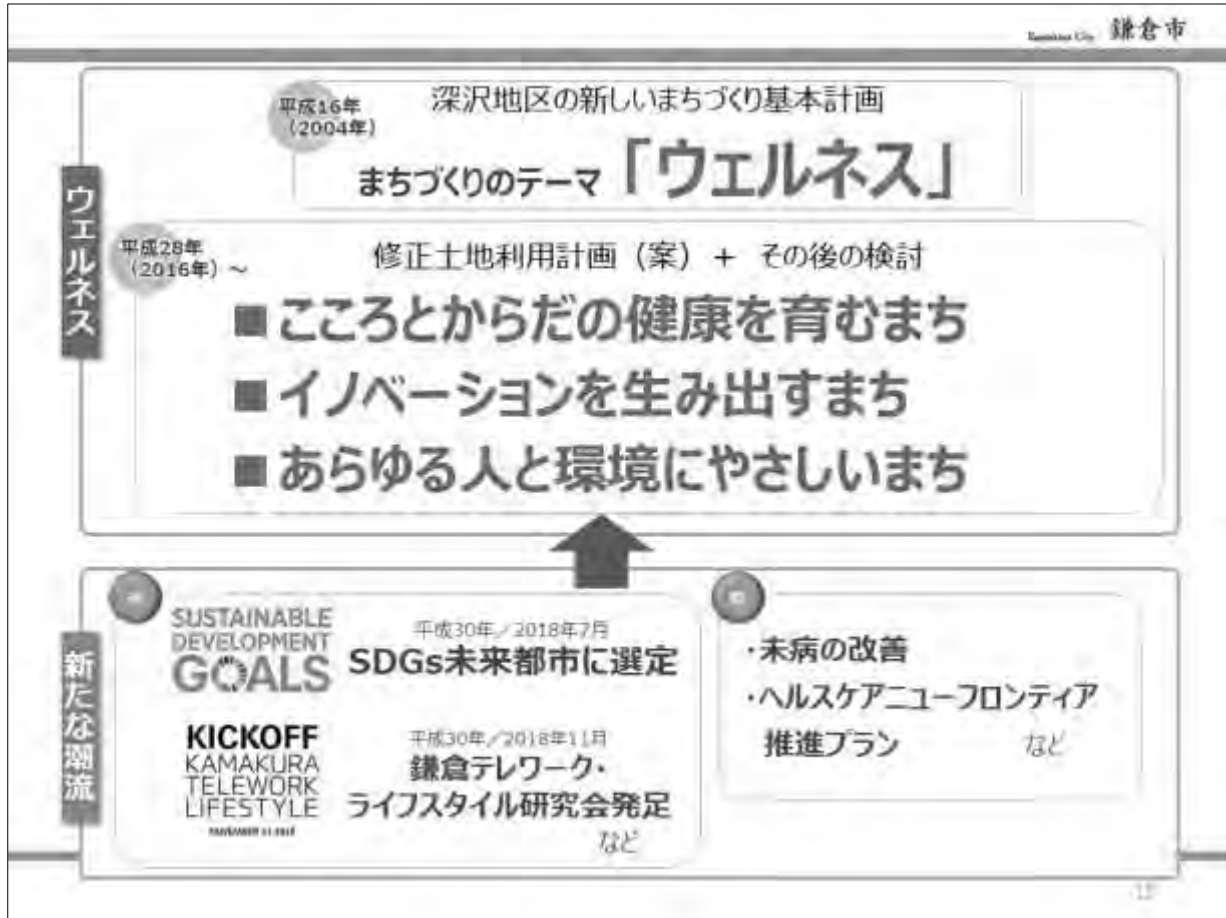 鎌倉市
平成16年
(2004年)
深沢地区の新しいまちづくり基本計画
まちづくりのテーマ「ウェルネス」
ウェルネス
平成28年
(2016年)~
修正土地利用計画(案)+ その後の検討
■こころとからだの健康を育むまち
■イノベーションを生み出すまち
■あらゆる人と環境にやさしいまち
新たな潮流
SUSTAINABLE
DEVELOPMENT
GOALS
平成30年/2018年7月
SDGs未来都市に選定
KICKOFF
KAMAKURA
TELEWORK
LIFESTYLE
平成30年/2018年11月
鎌倉テレワーク・
ライフスタイル研究会発足
など
・未病の改善
・ヘルスケアニューフロンティア
推進プラン など